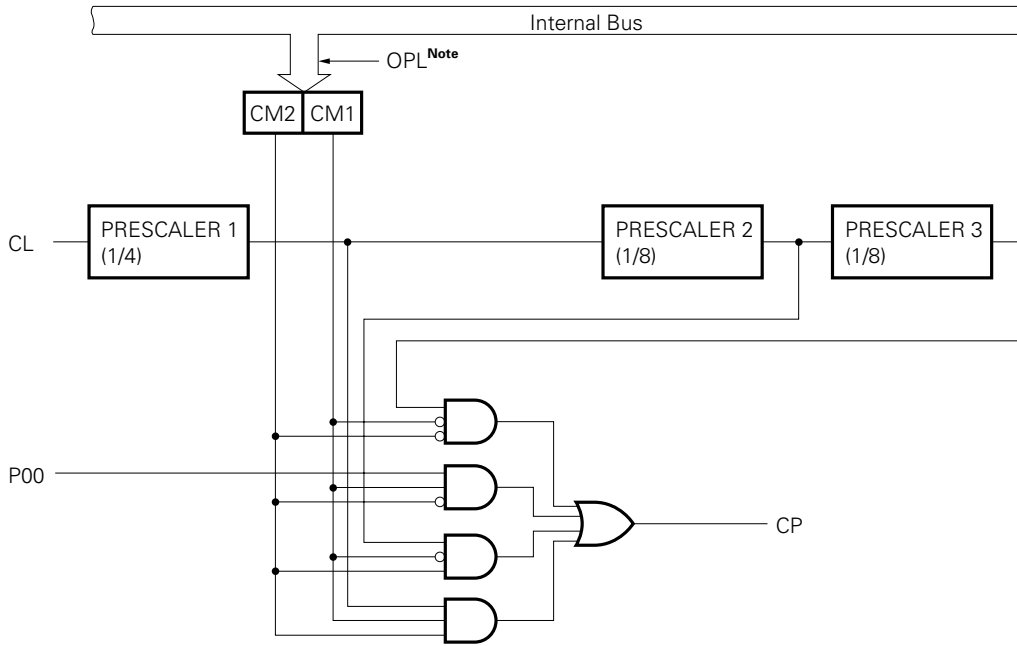 Internal Bus
OPLNote
CM2 CM1
CL
PRESCALER 1
(1/4)
PRESCALER 2
(1/8)
PRESCALER 3
(1/8)
P00
CP